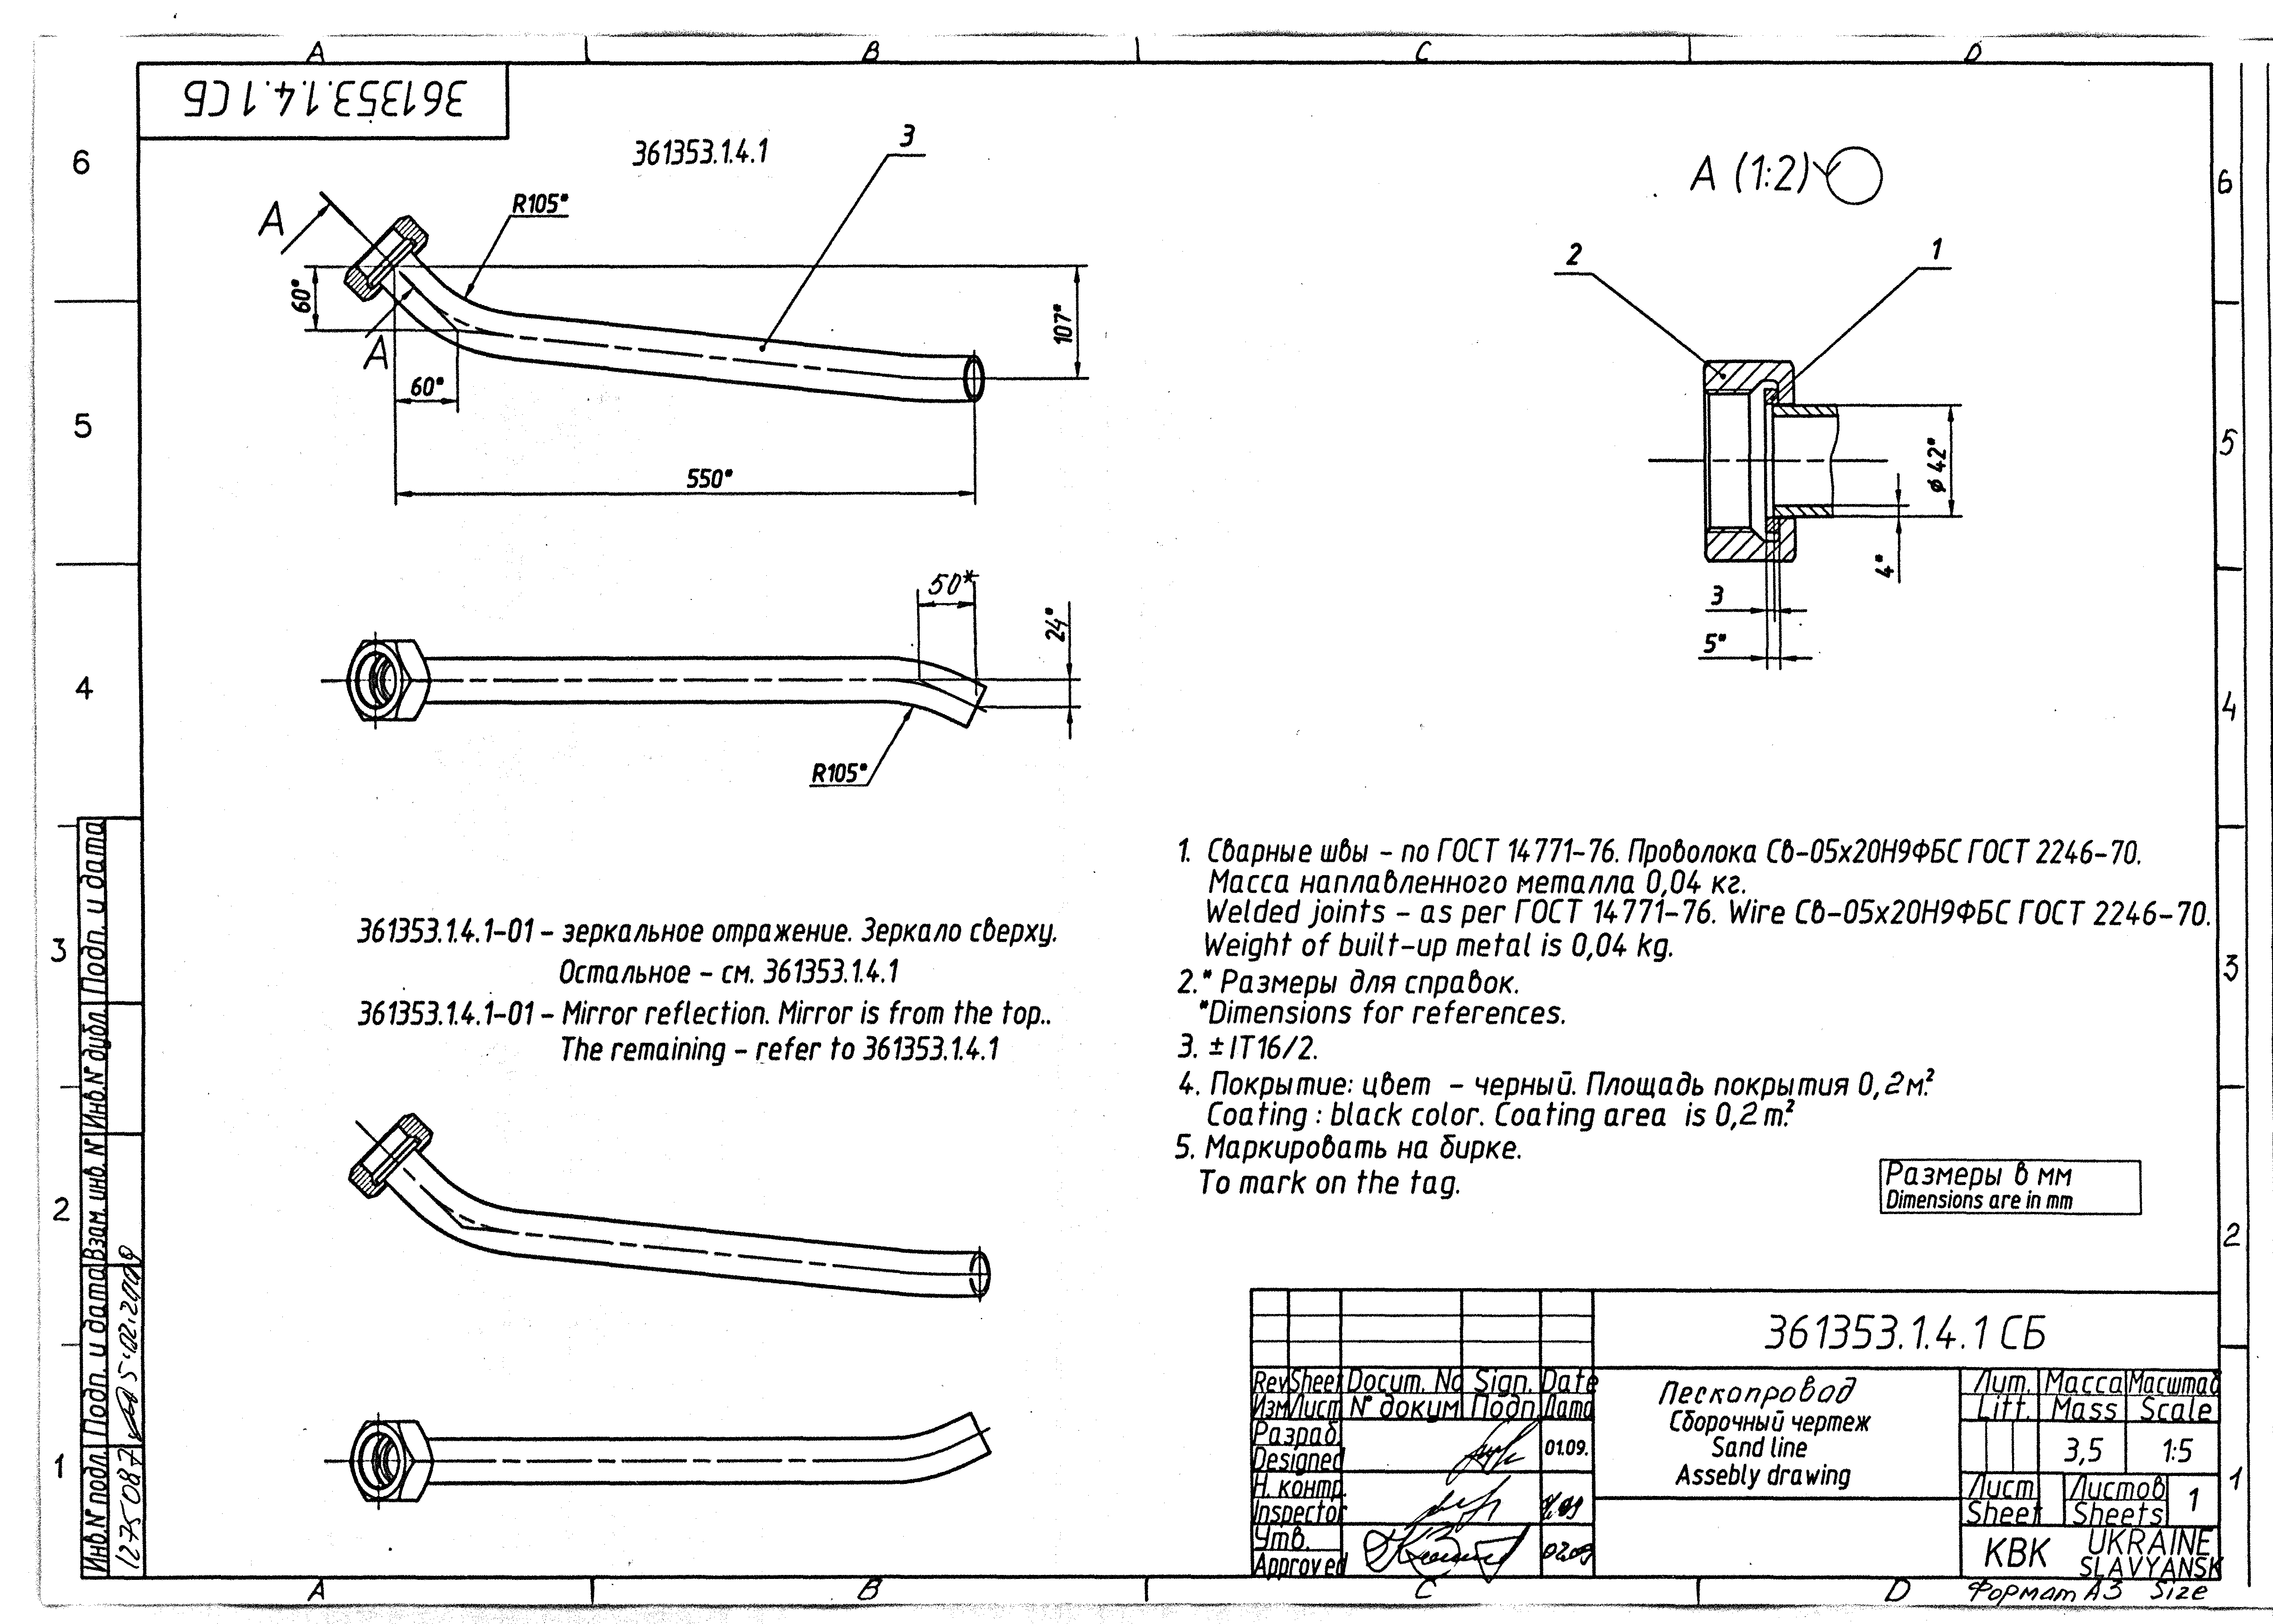 A
B
C
D
361353.1.4.1 СБ
6
5
4
3
2
1
361353.1.4.1
3
A
A
R105*
60*
60*
107*
550*
50*
24*
R105*
A (1:2)
2
1
ϕ 42*
4*
3
5*
6
5
4
3
2
1
361353.1.4.1-01 - зеркальное отражение. Зеркало сверху.
Остальное - см. 361353.1.4.1
361353.1.4.1-01 - Mirror reflection. Mirror is from the top..
The remaining - refer to 361353.1.4.1
1. Сварные швы - по ГОСТ 14771-76. Проволока Св-05х20Н9ФБС ГОСТ 2246-70.
Масса наплавленного металла 0,04 кг.
Welded joints - as per ГОСТ 14771-76. Wire Св-05х20Н9ФБС ГОСТ 2246-70.
Weight of built-up metal is 0,04 kg.
2.* Размеры для справок.
*Dimensions for references.
3. ±IT16/2.
4. Покрытие: цвет - черный. Площадь покрытия 0,2 м².
Coating : black color. Coating area is 0,2 m².
5. Маркировать на бирке.
To mark on the tag.
Размеры в мм
Dimensions are in mm
Подп. и дата
Инв.N° дубл.
Взам. инв. N°
Подп. и дата
Инв.N° подл.
1275087
5.02.2009
361353.1.4.1 СБ
Rev Sheet Docum. No Sign. Date
Изм Лист N° докум Подп. Дата
Разраб.
Designed
01.09.
Н. контр.
Inspector
Утв.
Approved
02.09
Пескопровод
Сборочный чертеж
Sand line
Assebly drawing
Лит. Масса Масштаб
Litt. Mass Scale
3,5 1:5
Лист Листов 1
Sheet Sheets
КВК UKRAINE
SLAVYANSK
A
B
C
D
Формат А3 Size